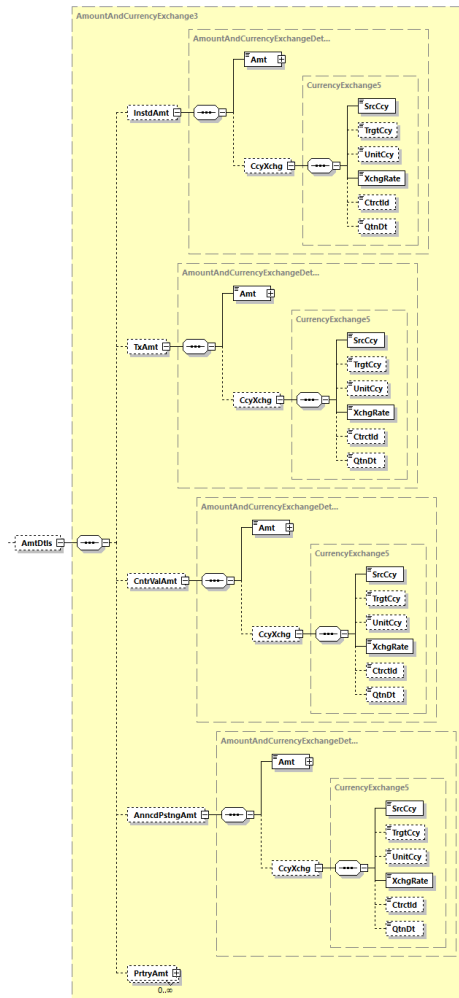 AmountAndCurrencyExchange3
AmountAndCurrencyExchangeDet...
Amt
CurrencyExchange5
SrcCcy
InstdAmt
TrgtCcy
UnitCcy
CcyXchg
XchgRate
CtrctId
QtnDt
AmountAndCurrencyExchangeDet...
Amt
CurrencyExchange5
SrcCcy
TxAmt
TrgtCcy
UnitCcy
CcyXchg
XchgRate
CtrctId
QtnDt
AmountAndCurrencyExchangeDet...
Amt
AmtDtls
CurrencyExchange5
SrcCcy
CntrValAmt
TrgtCcy
UnitCcy
CcyXchg
XchgRate
CtrctId
QtnDt
AmountAndCurrencyExchangeDet...
Amt
CurrencyExchange5
SrcCcy
AnncdPstngAmt
TrgtCcy
UnitCcy
CcyXchg
XchgRate
CtrctId
QtnDt
PrtryAmt
0..∞